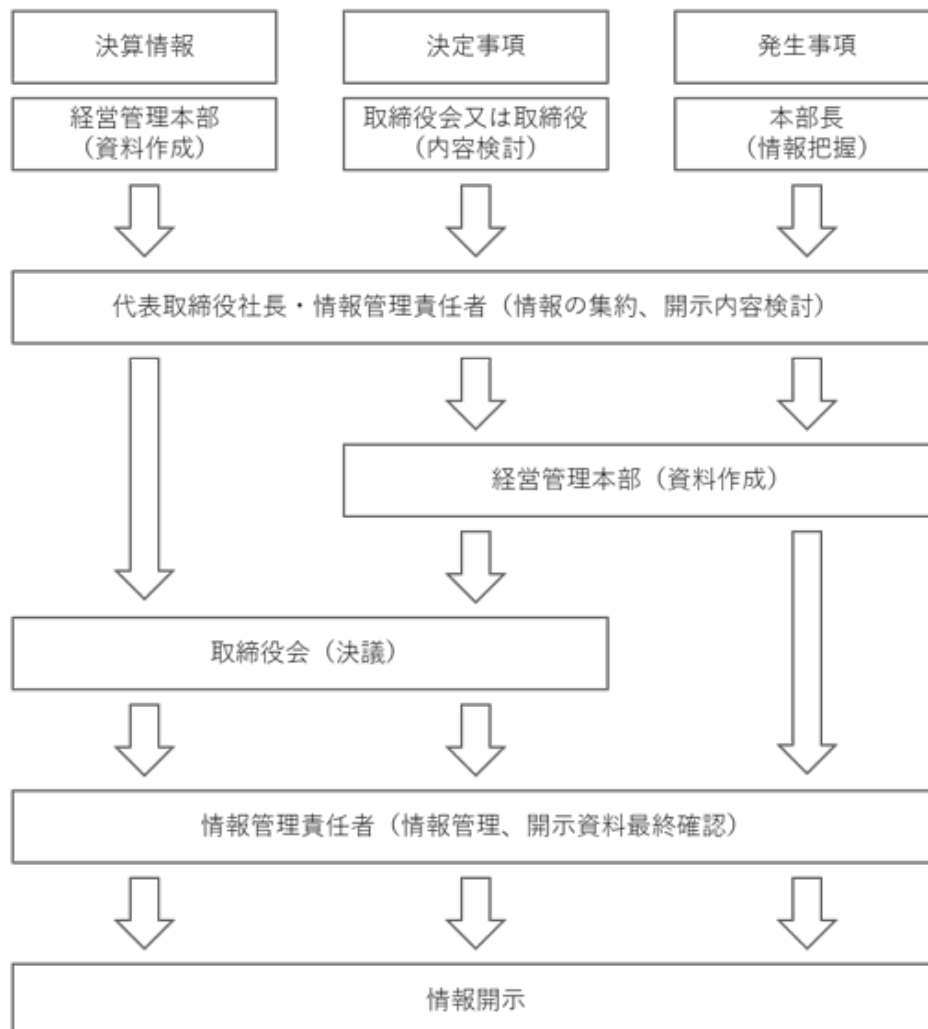 決算情報
決定事項
発生事項
経営管理本部
（資料作成）
取締役会又は取締役
（内容検討）
本部長
（情報把握）
代表取締役社長・情報管理責任者（情報の集約、開示内容検討）
経営管理本部（資料作成）
取締役会（決議）
情報管理責任者（情報管理、開示資料最終確認）
情報開示